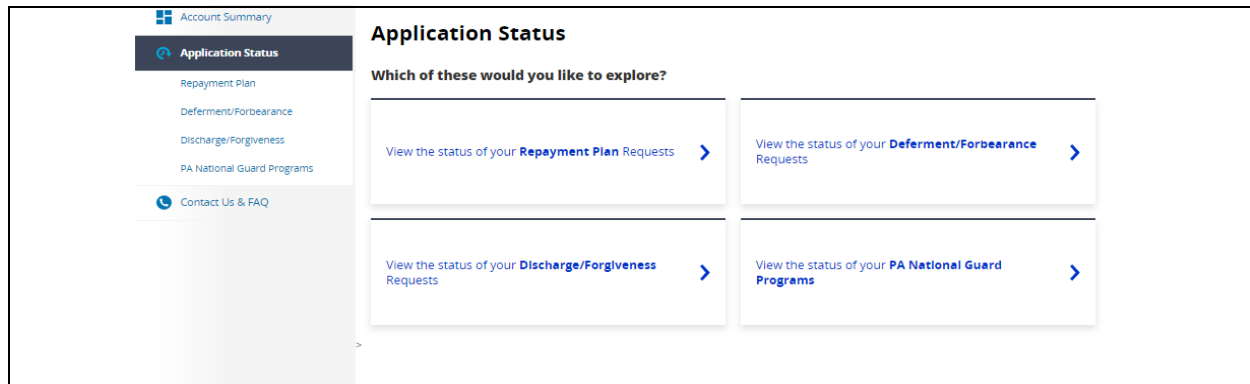 Account Summary
Application Status
Repayment Plan
Deferment/Forbearance
Discharge/Forgiveness
PA National Guard Programs
Contact Us & FAQ
Application Status
Which of these would you like to explore?
View the status of your Repayment Plan Requests
View the status of your Deferment/Forbearance
Requests
View the status of your Discharge/Forgiveness
Requests
View the status of your PA National Guard
Programs
>